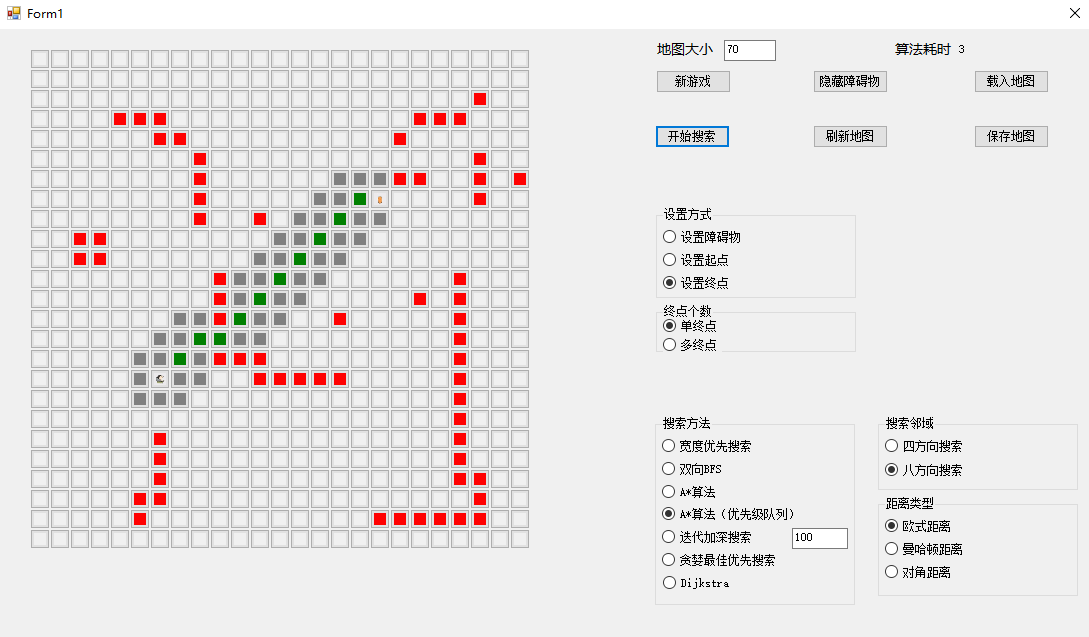 Form1
地图大小 70 算法耗时 3
新游戏 隐藏障碍物 载入地图
开始搜索 刷新地图 保存地图
设置方式
设置障碍物
设置起点
设置终点
终点个数
单终点
多终点
搜索方法
宽度优先搜索
双向BFS
A*算法
A*算法（优先级队列）
迭代加深搜索 100
贪婪最佳优先搜索
Dijkstra
搜索邻域
四方向搜索
八方向搜索
距离类型
欧式距离
曼哈顿距离
对角距离